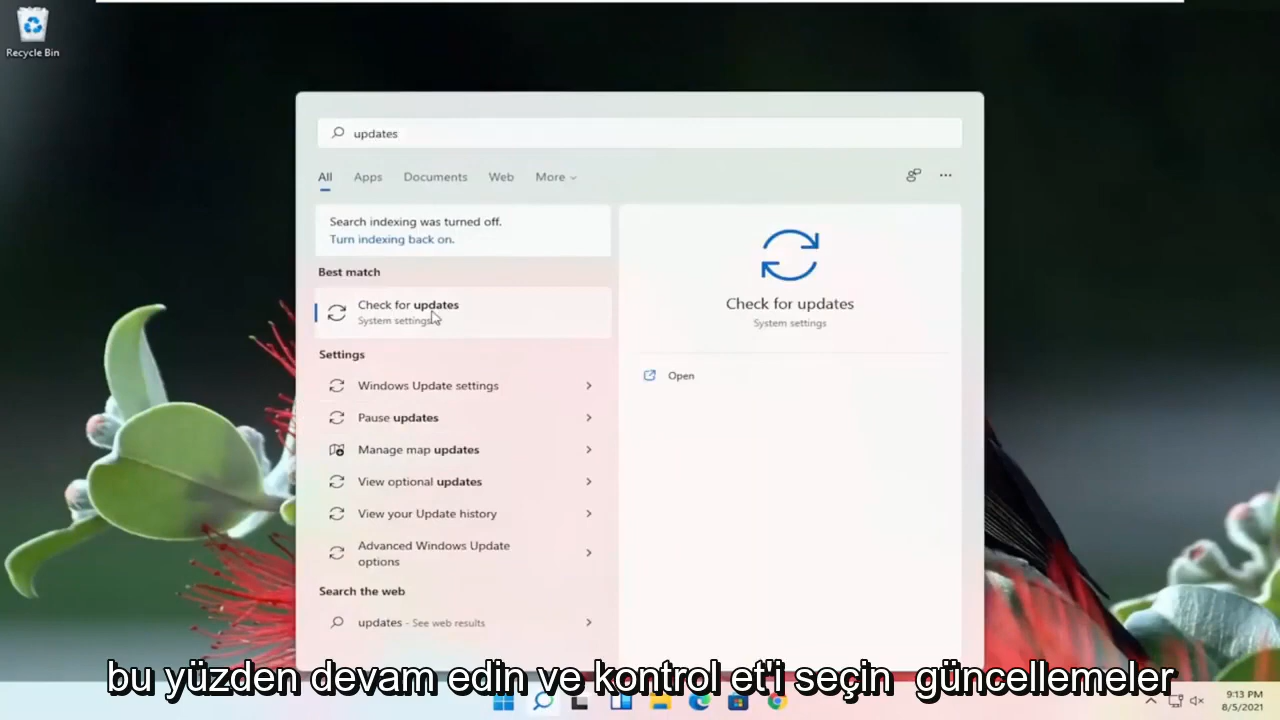 Recycle Bin
updates
All Apps Documents Web More
Search indexing was turned off.
Turn indexing back on.
Best match
Check for updates
System settings
Settings
Windows Update settings
Pause updates
Manage map updates
View optional updates
View your Update history
Advanced Windows Update
options
Search the web
updates - See web results
Check for updates
System settings
Open
bu yüzden devam edin ve kontrol et'i seçin güncellemeler
9:13 PM
8/5/2021